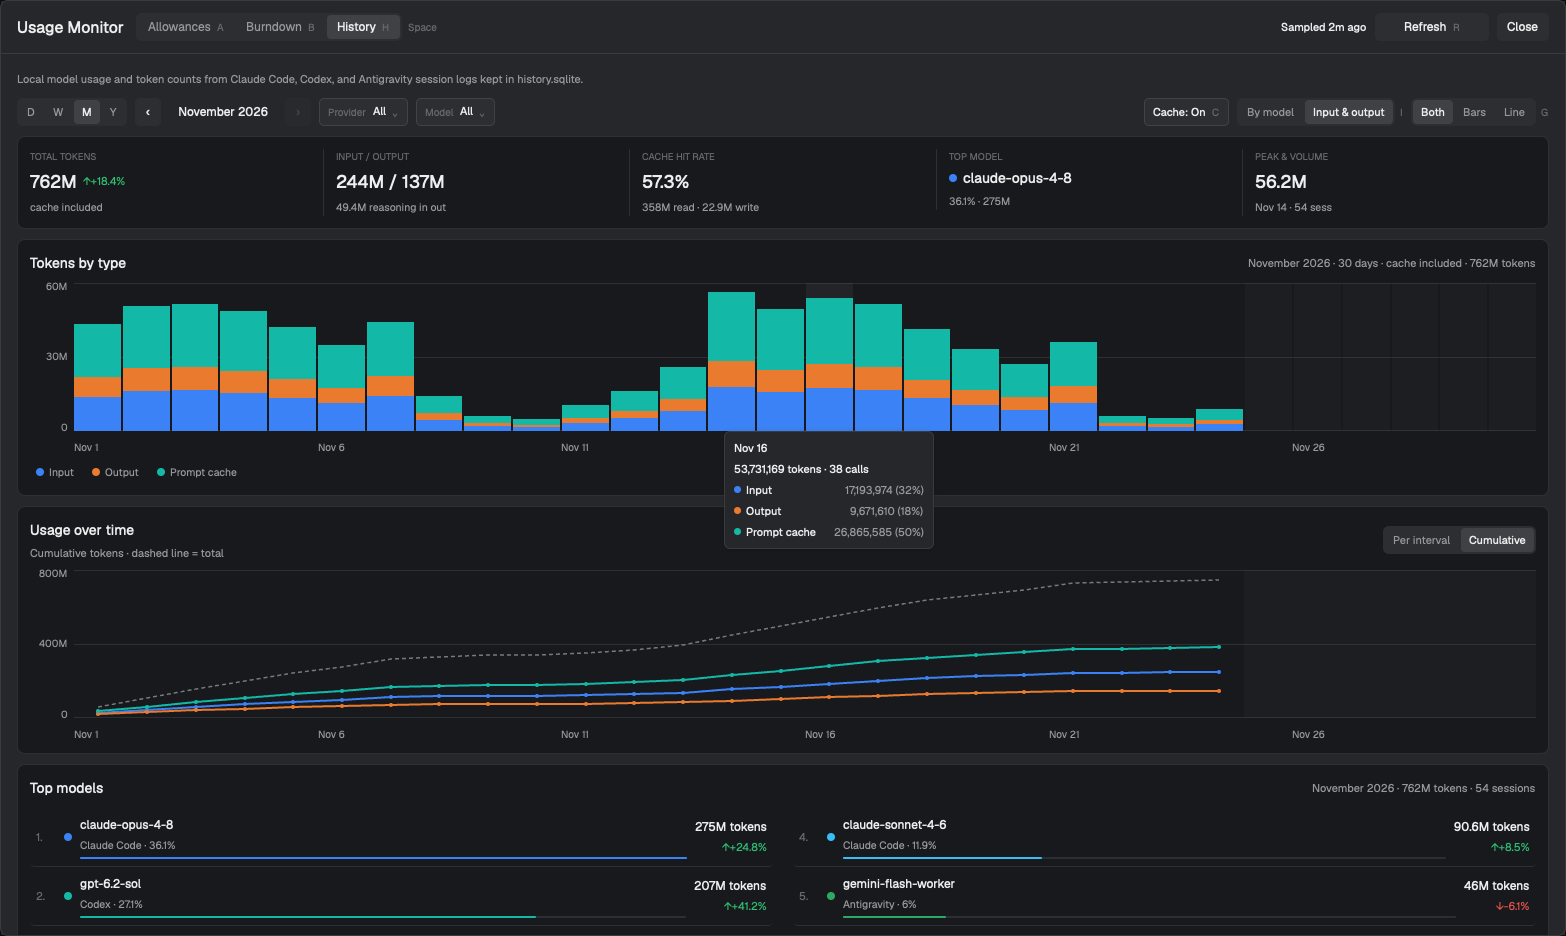 Usage Monitor Allowances A Burndown B History H Space Sampled 2m ago Refresh R Close
Local model usage and token counts from Claude Code, Codex, and Antigravity session logs kept in history.sqlite.
D W M Y ‹ November 2026 › Provider All Model All Cache: On C By model Input & output I Both Bars Line G
TOTAL TOKENS
762M ↑+18.4%
cache included
INPUT / OUTPUT
244M / 137M
49.4M reasoning in out
CACHE HIT RATE
57.3%
358M read · 22.9M write
TOP MODEL
claude-opus-4-8
36.1% · 275M
PEAK & VOLUME
56.2M
Nov 14 · 54 sess
Tokens by type November 2026 · 30 days · cache included · 762M tokens
60M
30M
0
Nov 1 Nov 6 Nov 11 Nov 21 Nov 26
Input Output Prompt cache
Nov 16
53,731,169 tokens · 38 calls
Input 17,193,974 (32%)
Output 9,671,610 (18%)
Prompt cache 26,865,585 (50%)
Usage over time
Cumulative tokens · dashed line = total
Per interval Cumulative
800M
400M
0
Nov 1 Nov 6 Nov 11 Nov 16 Nov 21 Nov 26
Top models November 2026 · 762M tokens · 54 sessions
1. claude-opus-4-8 275M tokens
Claude Code · 36.1% ↑+24.8%
4. claude-sonnet-4-6 90.6M tokens
Claude Code · 11.9% ↑+8.5%
2. gpt-6.2-sol 207M tokens
Codex · 27.1% ↑+41.2%
5. gemini-flash-worker 46M tokens
Antigravity · 6% ↓-6.1%